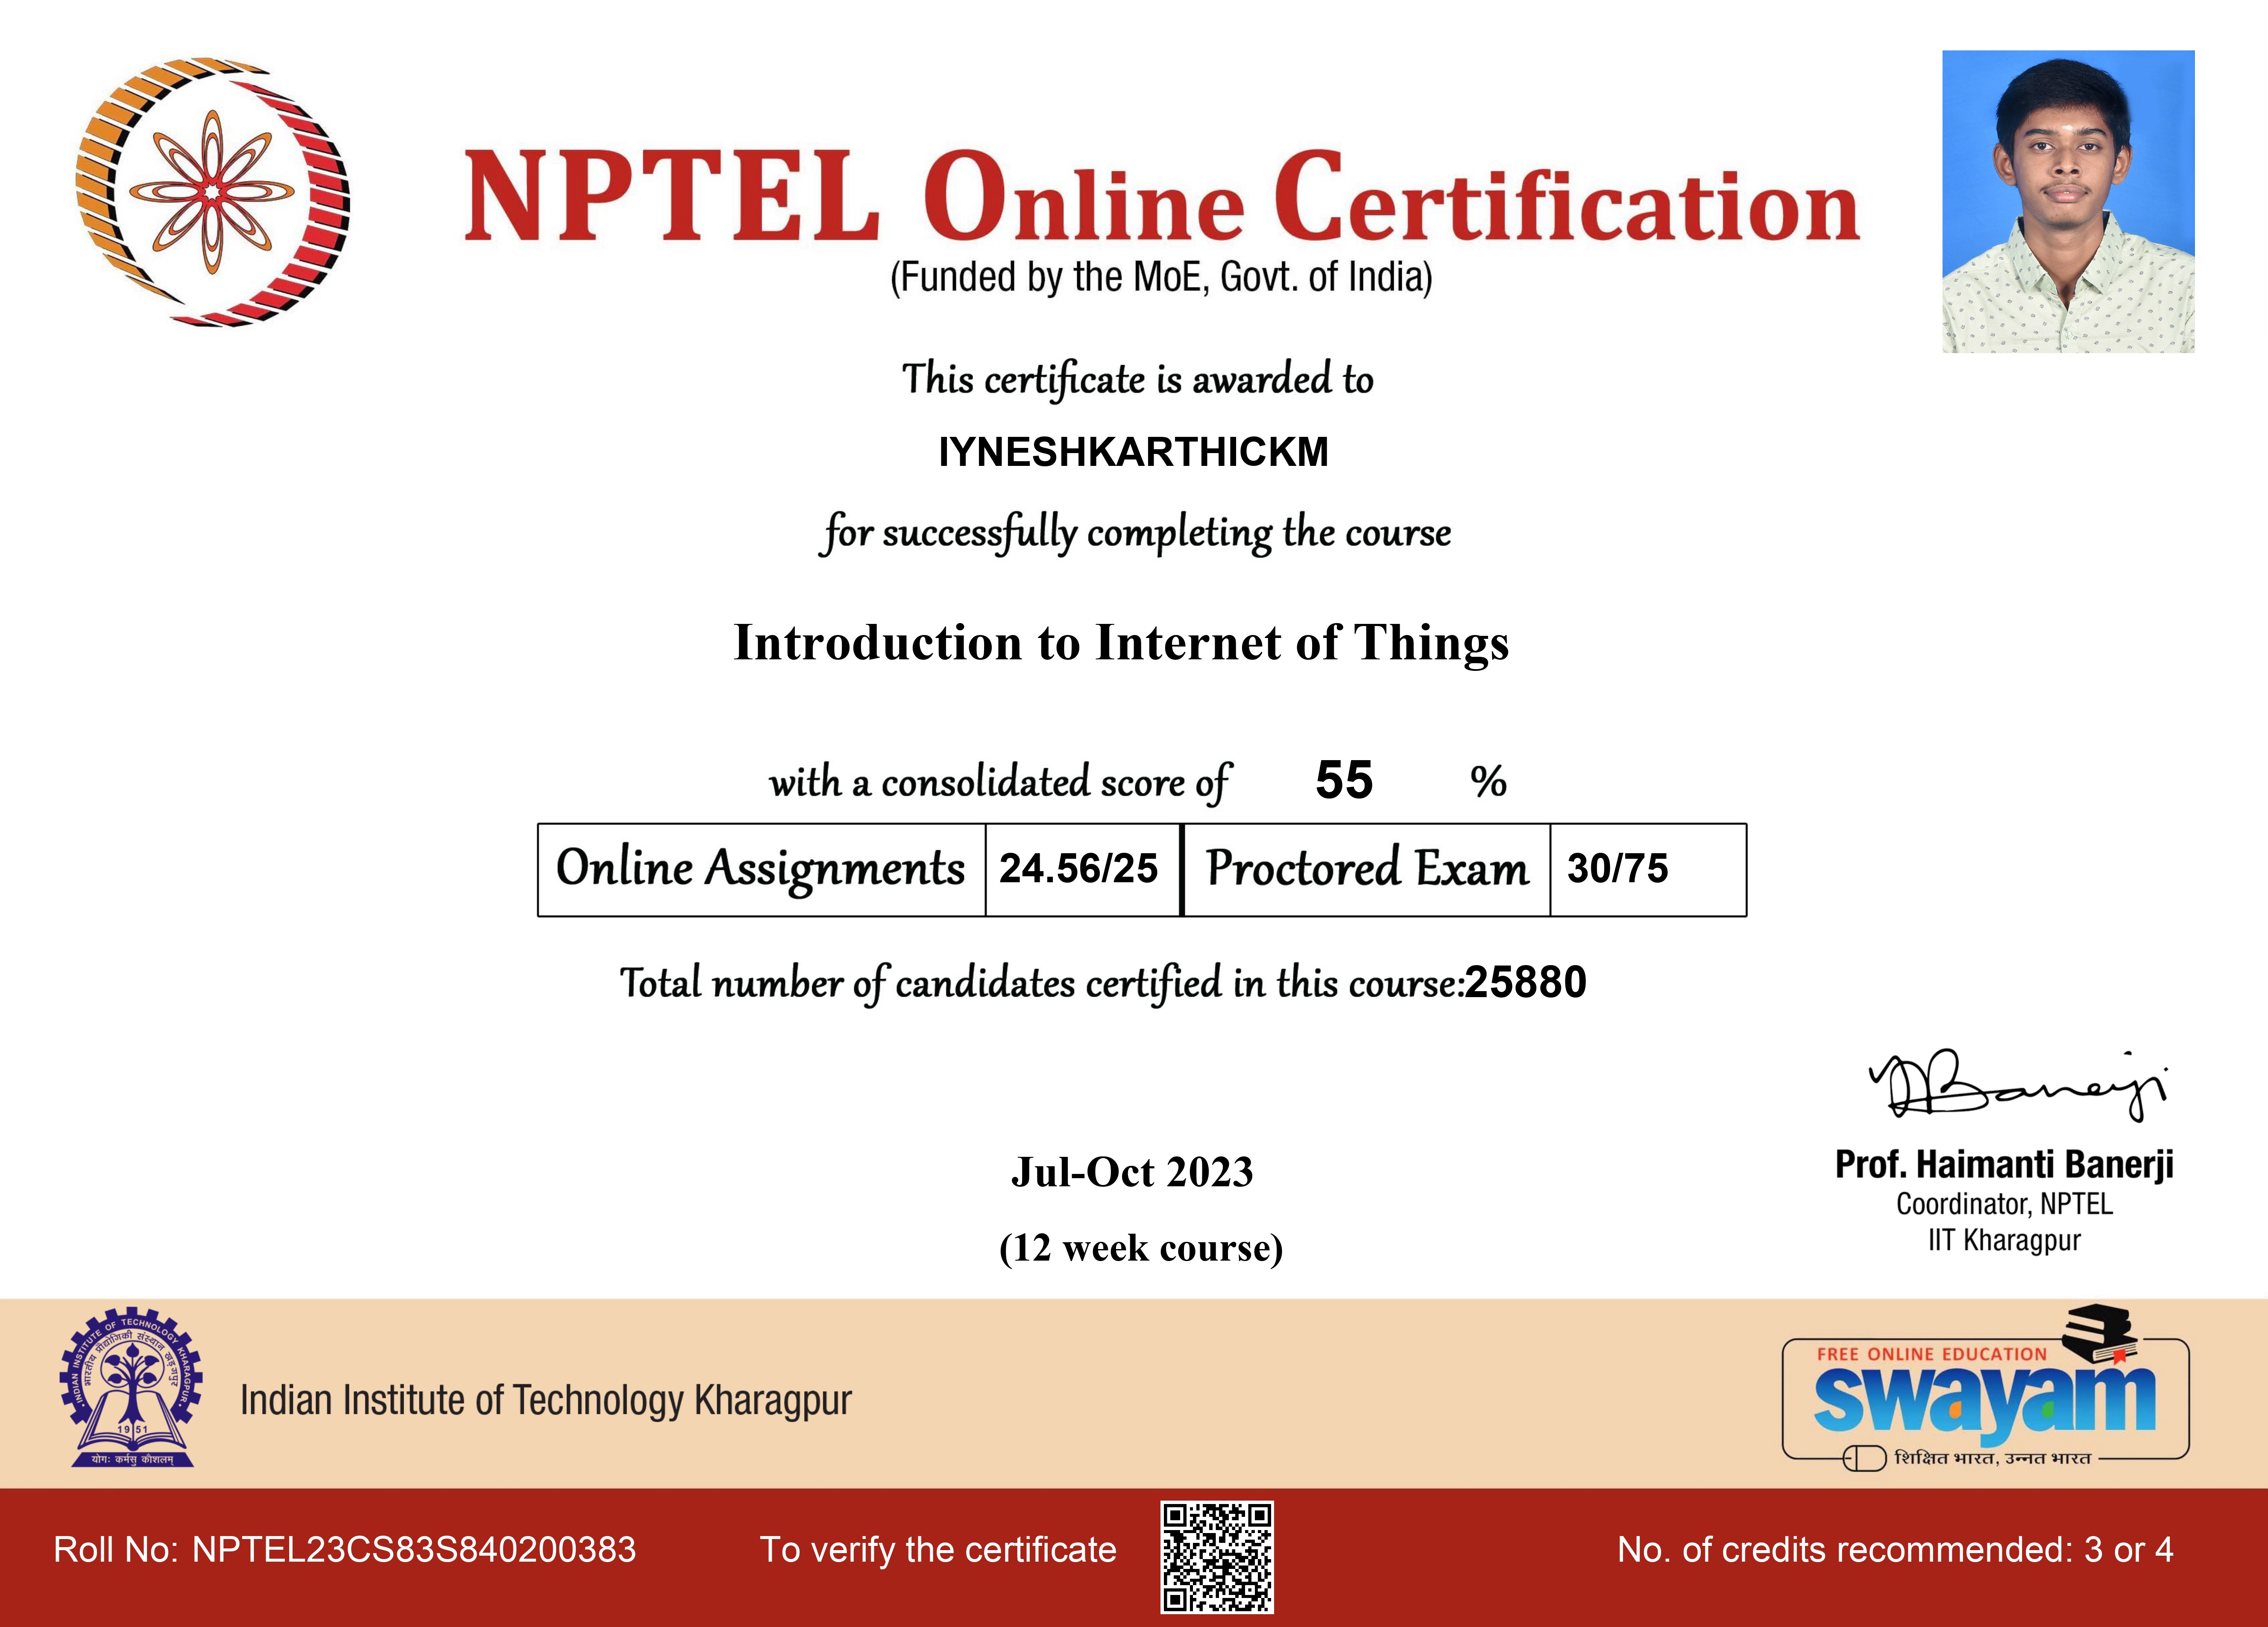 NPTEL Online Certification
(Funded by the MoE, Govt. of India)
This certificate is awarded to
IYNESHKARTHICKM
for successfully completing the course
Introduction to Internet of Things
with a consolidated score of 55 %
Online Assignments 24.56/25 Proctored Exam 30/75
Total number of candidates certified in this course:25880
Jul-Oct 2023
(12 week course)
Prof. Haimanti Banerji
Coordinator, NPTEL
IIT Kharagpur
INDIAN INSTITUTE OF TECHNOLOGY KHARAGPUR
भारतीय प्रौद्योगिकी संस्थान खड़गपुर
1951
योगः कर्मसु कौशलम्
Indian Institute of Technology Kharagpur
FREE ONLINE EDUCATION
swayam
शिक्षित भारत, उन्नत भारत
Roll No: NPTEL23CS83S840200383
To verify the certificate
No. of credits recommended: 3 or 4